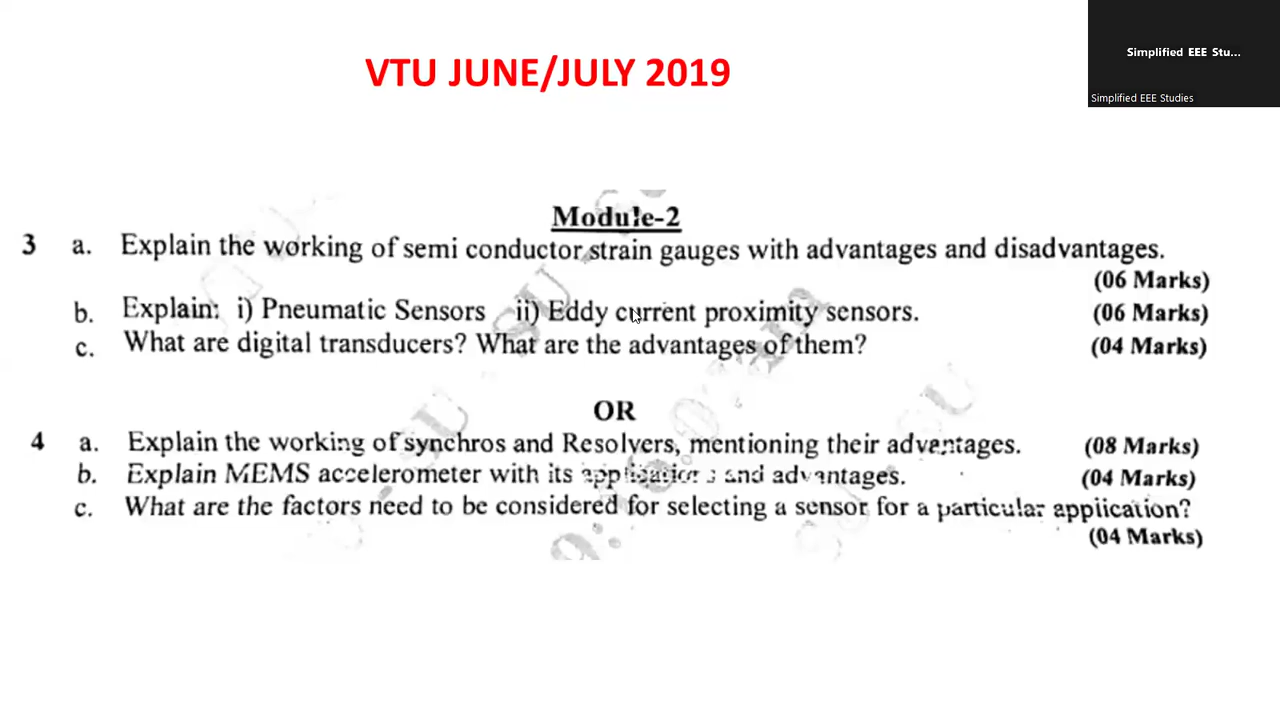 Simplified EEE Stu...
Simplified EEE Studies
VTU JUNE/JULY 2019
Module-2
3 a. Explain the working of semi conductor strain gauges with advantages and disadvantages.
(06 Marks)
b. Explain: i) Pneumatic Sensors ii) Eddy current proximity sensors. (06 Marks)
c. What are digital transducers? What are the advantages of them? (04 Marks)
OR
4 a. Explain the working of synchros and Resolvers, mentioning their advantages. (08 Marks)
b. Explain MEMS accelerometer with its applications and advantages. (04 Marks)
c. What are the factors need to be considered for selecting a sensor for a particular application?
(04 Marks)